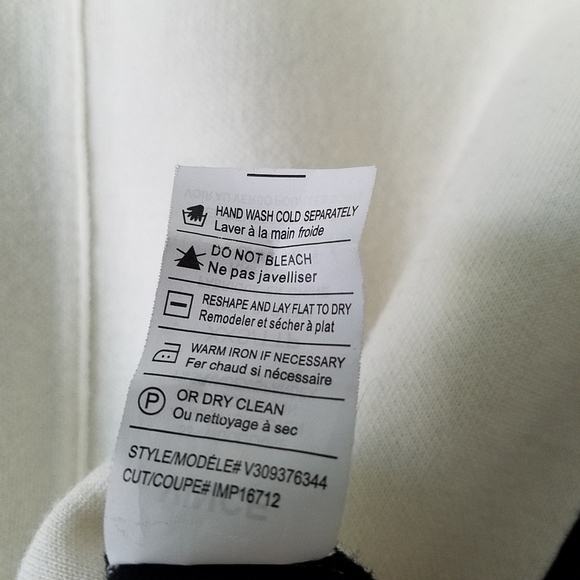 HAND WASH COLD SEPARATELY
Laver à la main froide
DO NOT BLEACH
Ne pas javelliser
RESHAPE AND LAY FLAT TO DRY
Remodeler et sécher à plat
WARM IRON IF NECESSARY
Fer chaud si nécessaire
P
OR DRY CLEAN
Ou nettoyage à sec
STYLE/MODÈLE# V309376344
CUT/COUPE# IMP16712